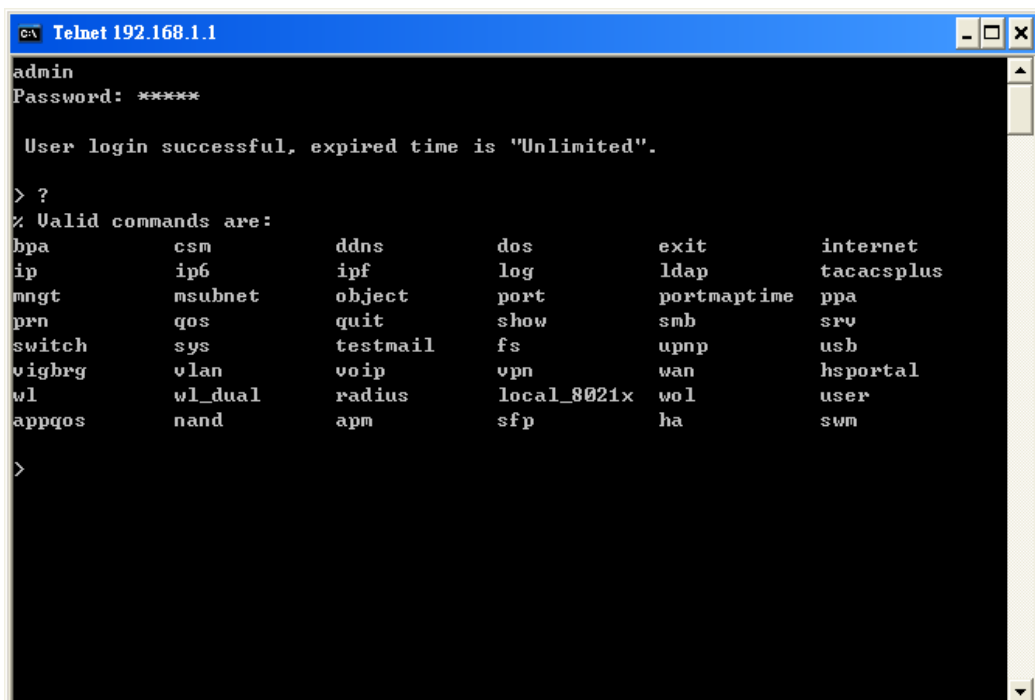 C:\ Telnet 192.168.1.1
admin
Password: *****
User login successful, expired time is "Unlimited".
> ?
% Valid commands are:
bpa csm ddns dos exit internet
ip ip6 ipf log ldap tacacsplus
mngt msubnet object port portmaptime ppa
prn qos quit show smb srv
switch sys testmail fs upnp usb
vigbrg vlan voip vpn wan hsportal
wl wl_dual radius local_8021x wol user
appqos nand apm sfp ha swm
>